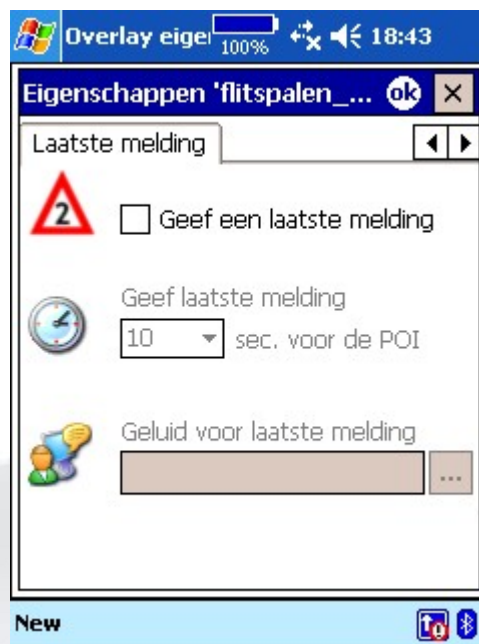 Overlay eiger 100% 18:43
Eigenschappen 'flitspalen_... ok
Laatste melding
2
Geef een laatste melding
Geef laatste melding
10 sec. voor de POI
Geluid voor laatste melding
...
New